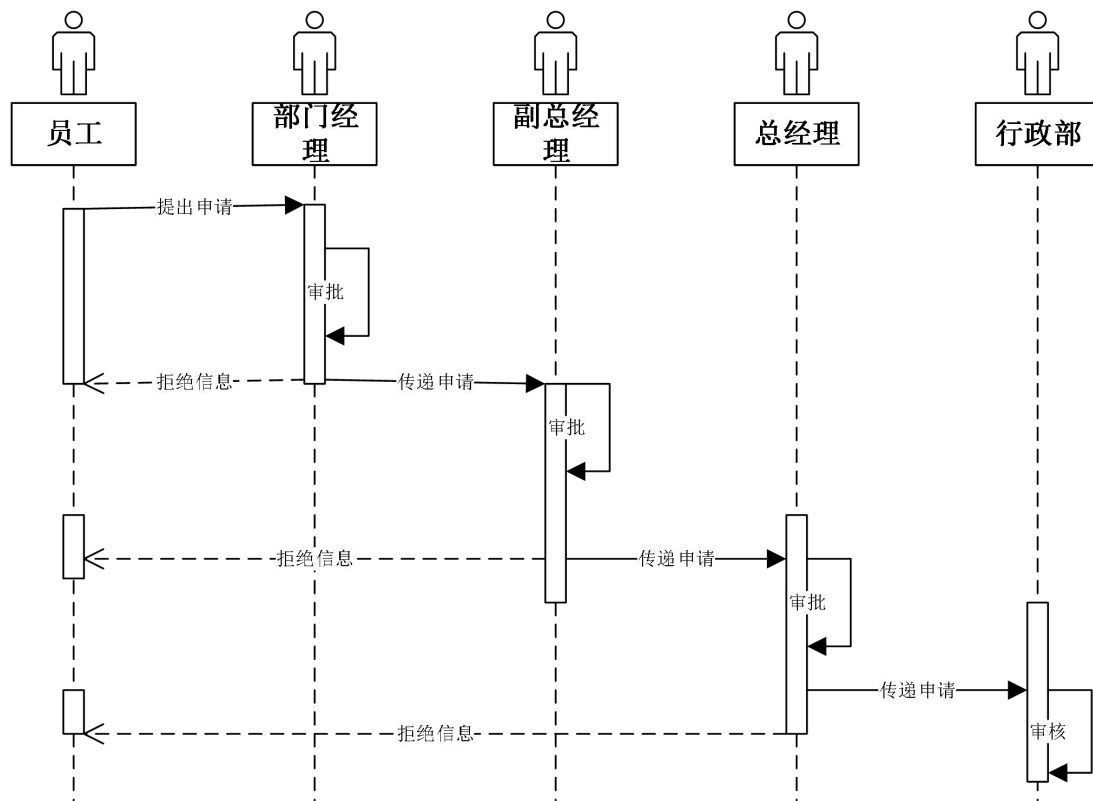 员工
部门经
理
副总经
理
总经理
行政部
提出申请
审批
拒绝信息
传递申请
审批
拒绝信息
传递申请
审批
传递申请
拒绝信息
审核